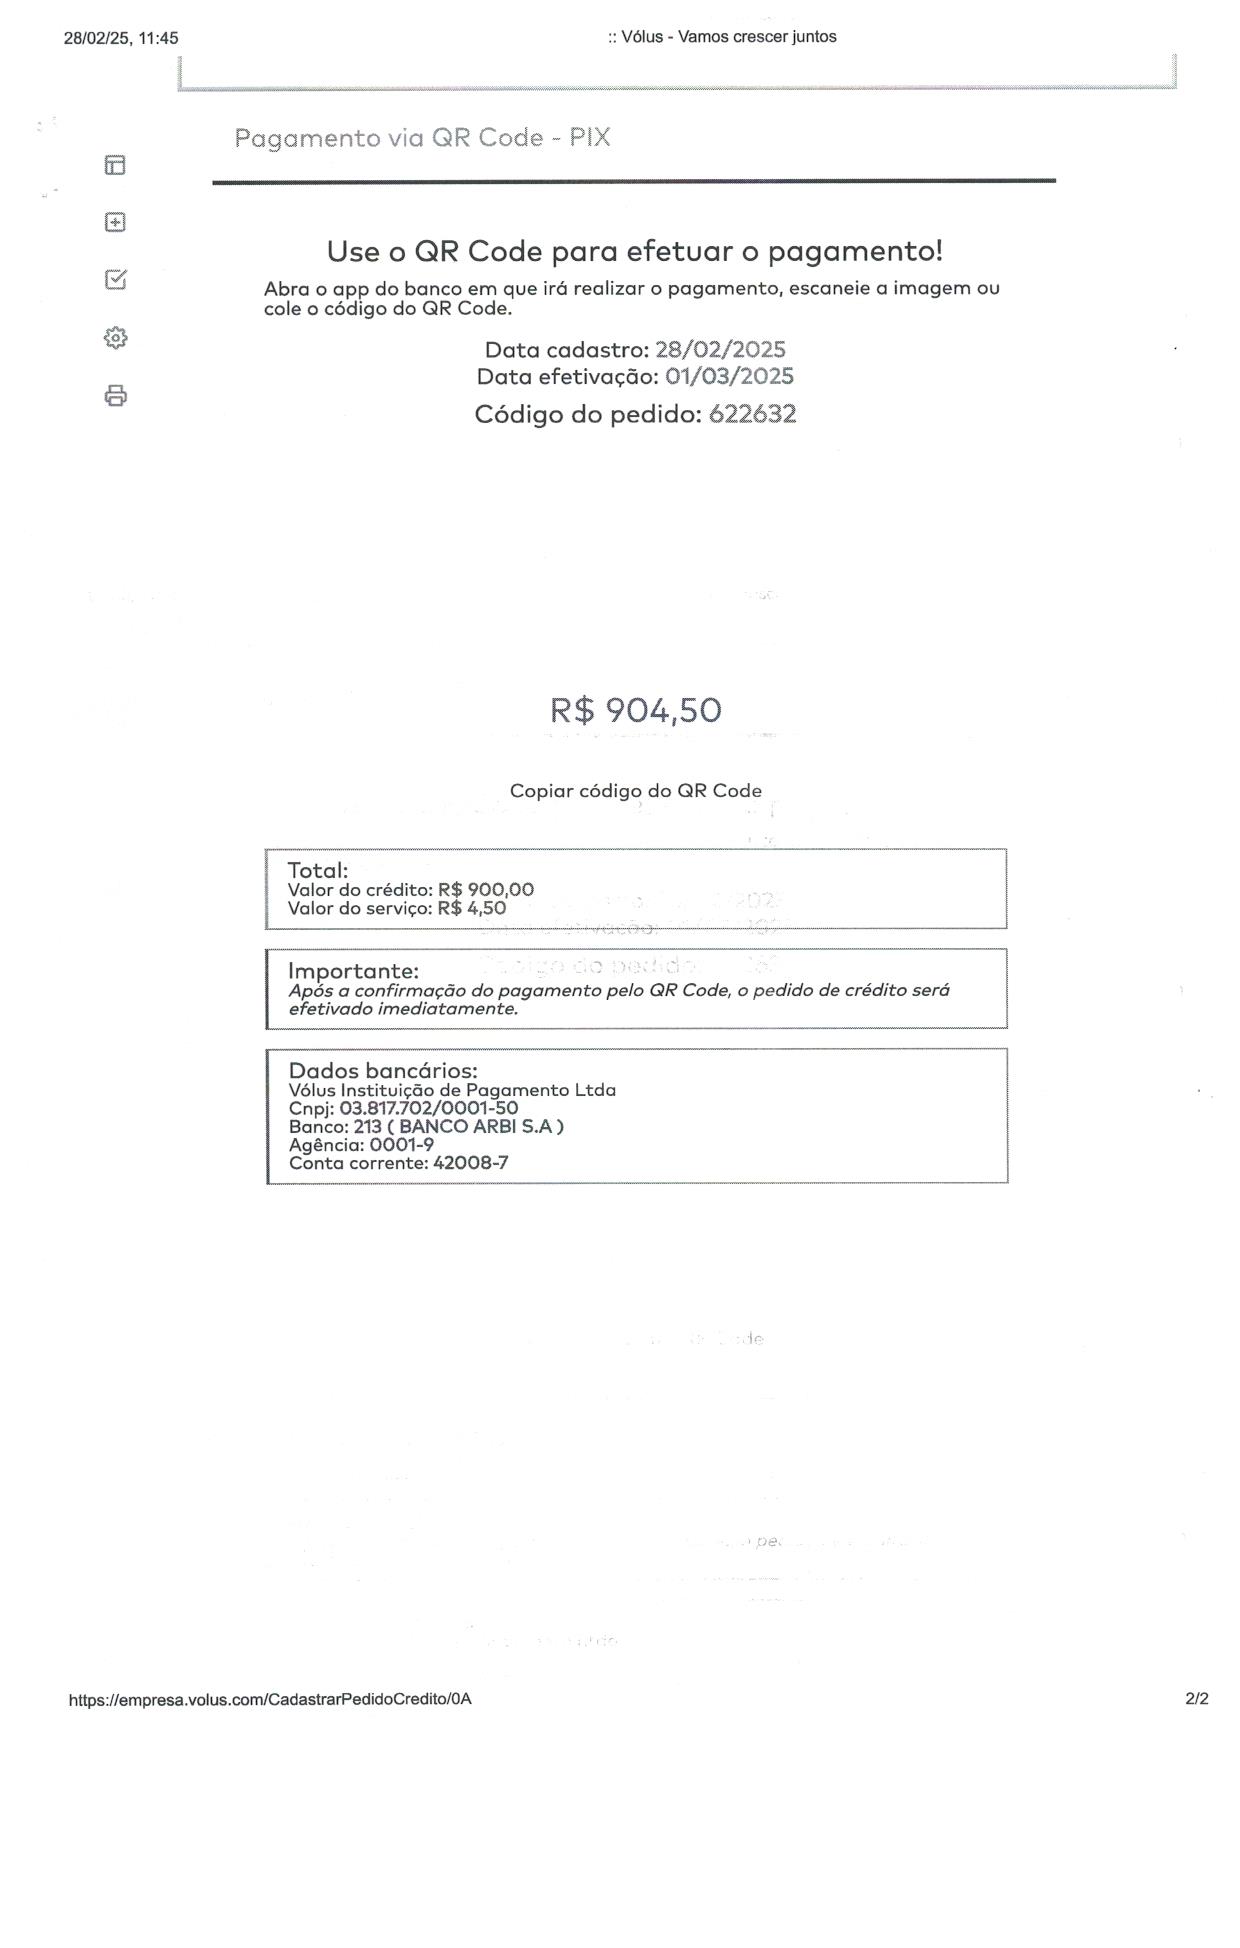 28/02/25, 11:45
:: Vólus - Vamos crescer juntos
Pagamento via QR Code - PIX
Use o QR Code para efetuar o pagamento!
Abra o app do banco em que irá realizar o pagamento, escaneie a imagem ou
cole o código do QR Code.
Data cadastro: 28/02/2025
Data efetivação: 01/03/2025
Código do pedido: 622632
R$ 904,50
Copiar código do QR Code
Total:
Valor do crédito: R$ 900,00
Valor do serviço: R$ 4,50
Importante:
Após a confirmação do pagamento pelo QR Code, o pedido de crédito será
efetivado imediatamente.
Dados bancários:
Vólus Instituição de Pagamento Ltda
Cnpj: 03.817.702/0001-50
Banco: 213 ( BANCO ARBI S.A )
Agência: 0001-9
Conta corrente: 42008-7
https://empresa.volus.com/CadastrarPedidoCredito/0A
2/2